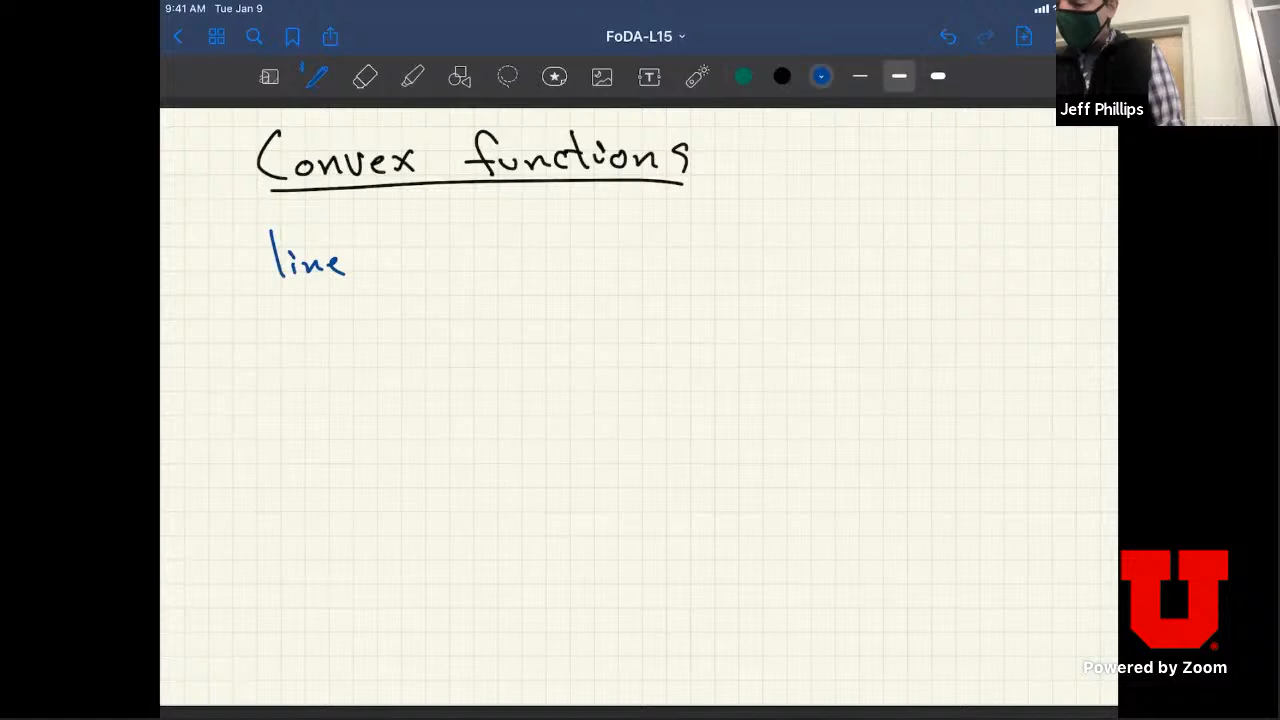 9:41 AM Tue Jan 9
FoDA-L15
T
Jeff Phillips
Convex functions
line
U
Powered by Zoom